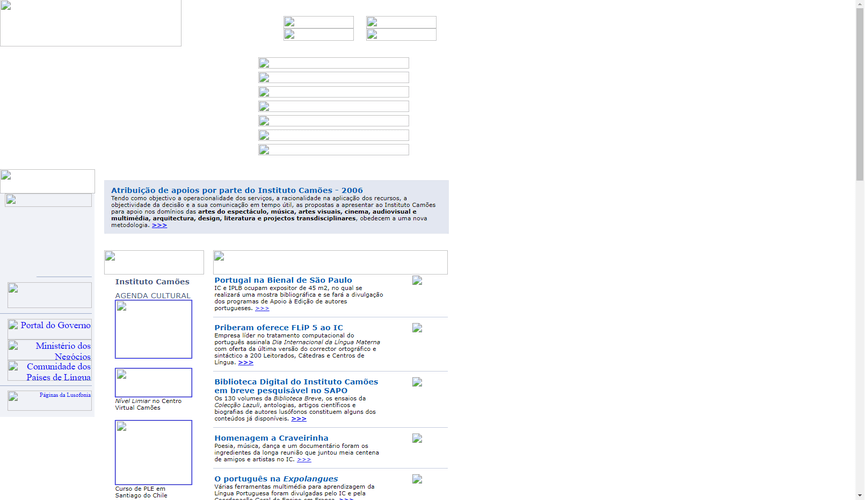 Atribuição de apoios por parte do Instituto Camões - 2006
Tendo como objectivo a operacionalidade dos serviços, a racionalidade na aplicação dos recursos, a
objectividade da decisão e a sua comunicação em tempo útil, as propostas a apresentar ao Instituto Camões
para apoio nos domínios das artes do espectáculo, música, artes visuais, cinema, audiovisual e
multimédia, arquitectura, design, literatura e projectos transdisciplinares, obedecem a uma nova
metodologia. >>>
Portal do Governo
Ministério dos
Negócios
Comunidade dos
Países de Língua
Páginas da Lusofonia
Instituto Camões
AGENDA CULTURAL
Nível Limiar no Centro
Virtual Camões
Curso de PLE em
Santiago do Chile
Portugal na Bienal de São Paulo
IC e IPLB ocupam expositor de 45 m2, no qual se
realizará uma mostra bibliográfica e se fará a divulgação
dos programas de Apoio à Edição de autores
portugueses. >>>
Priberam oferece FLiP 5 ao IC
Empresa líder no tratamento computacional do
português assinala Dia Internacional da Língua Materna
com oferta da última versão do corrector ortográfico e
sintáctico a 200 Leitorados, Cátedras e Centros de
Língua. >>>
Biblioteca Digital do Instituto Camões
em breve pesquisável no SAPO
Os 130 volumes da Biblioteca Breve, os ensaios da
Colecção Lazuli, antologias, artigos científicos e
biografias de autores lusófonos constituem alguns dos
conteúdos já disponíveis. >>>
Homenagem a Craveirinha
Poesia, música, dança e um documentário foram os
ingredientes da longa reunião que juntou meia centena
de amigos e artistas no IC. >>>
O português na Expolangues
Várias ferramentas multimédia para aprendizagem da
Língua Portuguesa foram divulgadas pelo IC e pela